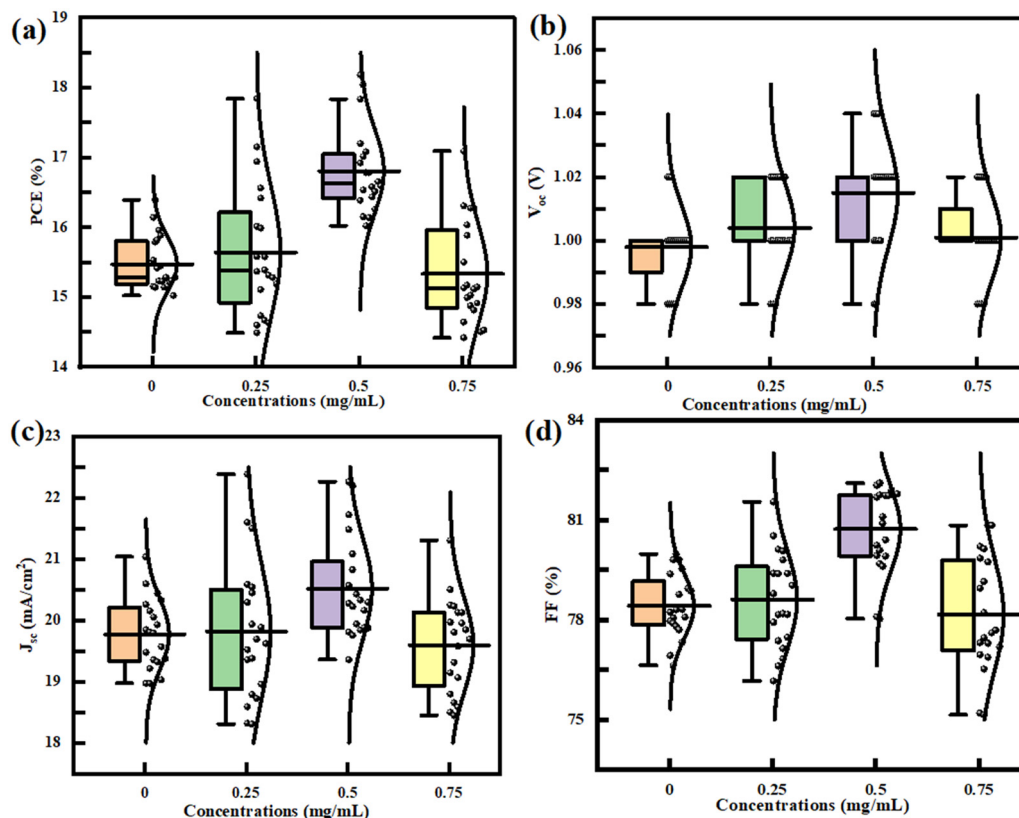 (a)
19
18
17
16
15
14
PCE (%)
0 0.25 0.5 0.75
Concentrations (mg/mL)
(b)
1.06
1.04
1.02
1.00
0.98
0.96
Voc (V)
0 0.25 0.5 0.75
Concentrations (mg/mL)
(c)
23
22
21
20
19
18
Jsc (mA/cm²)
0 0.25 0.5 0.75
Concentrations (mg/mL)
(d)
84
81
78
75
FF (%)
0 0.25 0.5 0.75
Concentrations (mg/mL)